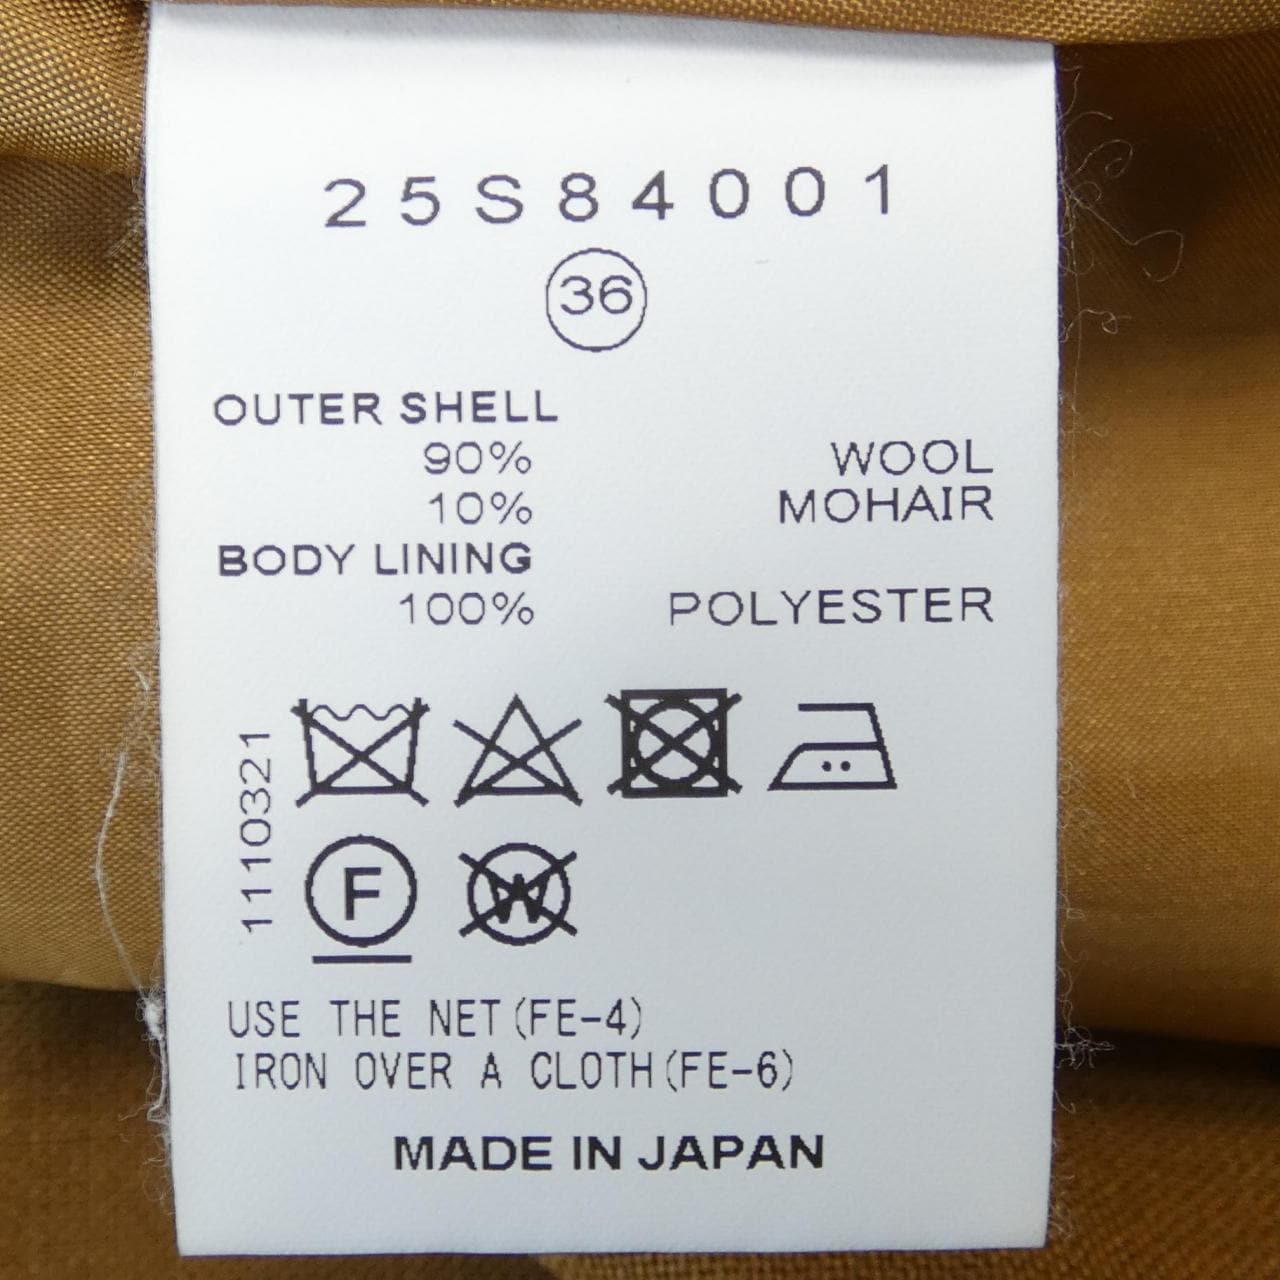 25S84001
36
OUTER SHELL
90% WOOL
10% MOHAIR
BODY LINING
100% POLYESTER
110321
F
W
USE THE NET(FE-4)
IRON OVER A CLOTH(FE-6)
MADE IN JAPAN